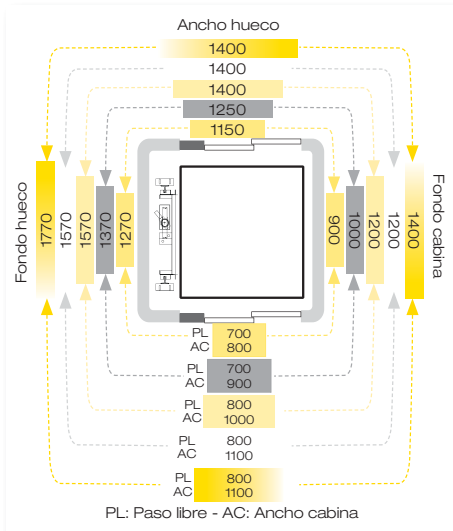 Ancho hueco
1400
1400
1400
1250
1150
Fondo hueco
1770
1570
1570
1370
1270
900
1000
1200
1200
1400
Fondo cabina
PL 700
AC 800
PL 700
AC 900
PL 800
AC 1000
PL 800
AC 1100
PL 800
AC 1100
PL: Paso libre - AC: Ancho cabina